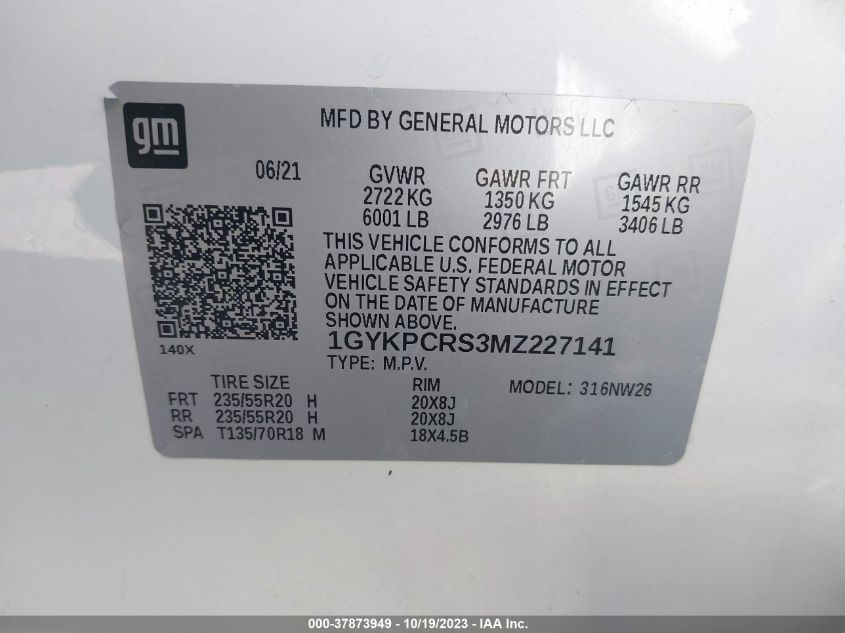 gm
MFD BY GENERAL MOTORS LLC
06/21
GVWR GAWR FRT GAWR RR
2722 KG 1350 KG 1545 KG
6001 LB 2976 LB 3406 LB
THIS VEHICLE CONFORMS TO ALL
APPLICABLE U.S. FEDERAL MOTOR
VEHICLE SAFETY STANDARDS IN EFFECT
ON THE DATE OF MANUFACTURE
SHOWN ABOVE.
1GYKPCRS3MZ227141
140X
TYPE: M.P.V.
TIRE SIZE RIM MODEL: 316NW26
FRT 235/55R20 H 20X8J
RR 235/55R20 H 20X8J
SPA T135/70R18 M 18X4.5B
000-37873949 - 10/19/2023 - IAAI.com.